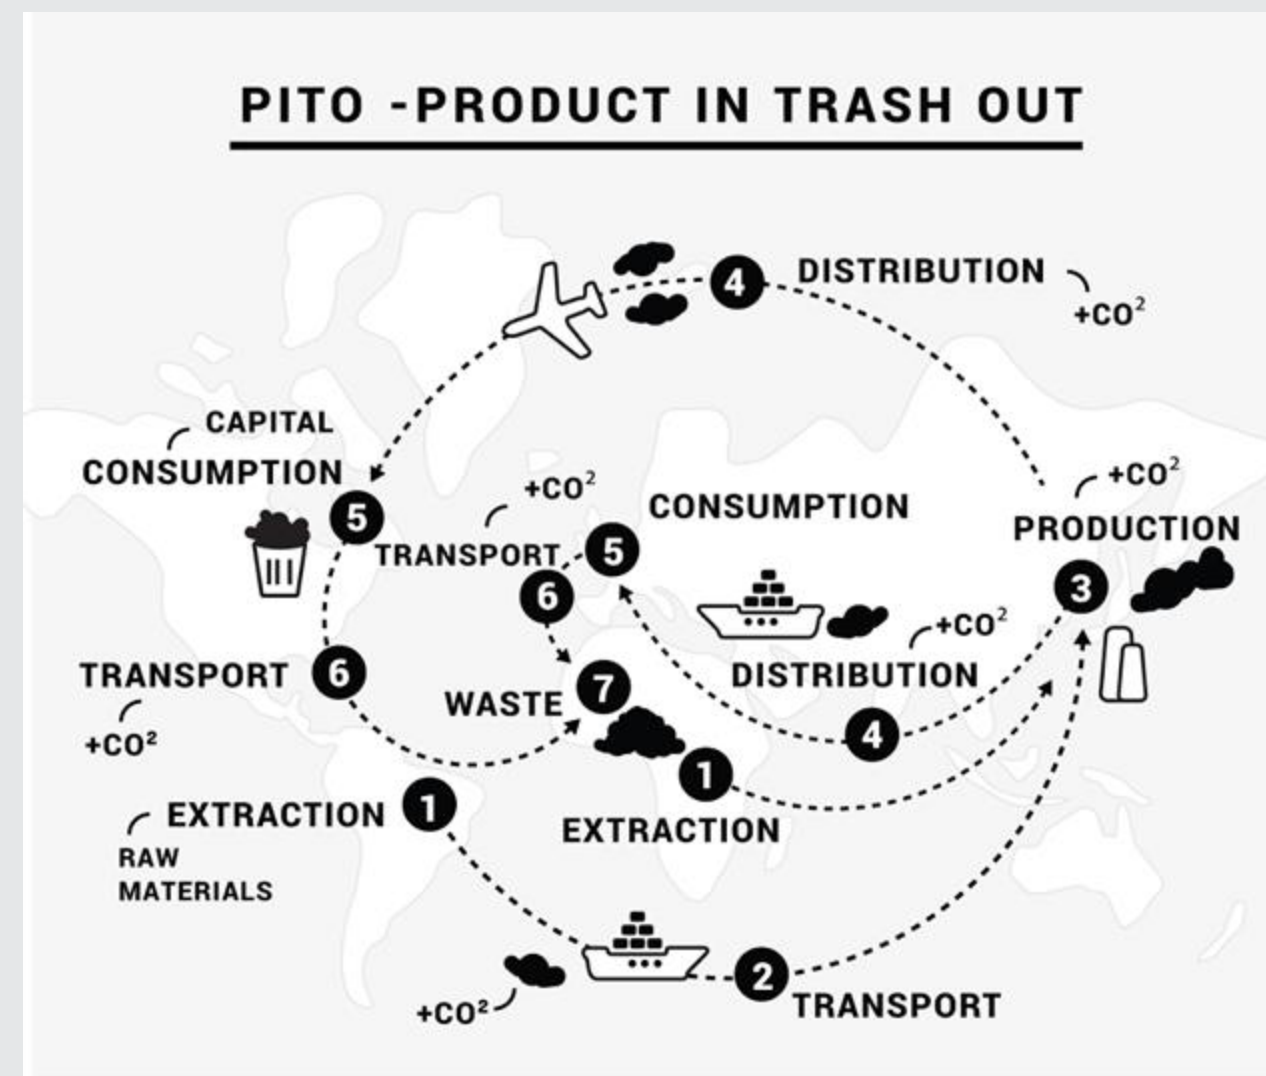 PITO -PRODUCT IN TRASH OUT
4
DISTRIBUTION
+CO²
CAPITAL
CONSUMPTION
5
+CO²
TRANSPORT
5
CONSUMPTION
6
+CO²
PRODUCTION
3
+CO²
DISTRIBUTION
4
TRANSPORT
6
+CO²
WASTE
7
1
EXTRACTION
EXTRACTION
1
RAW
MATERIALS
+CO²
2
TRANSPORT